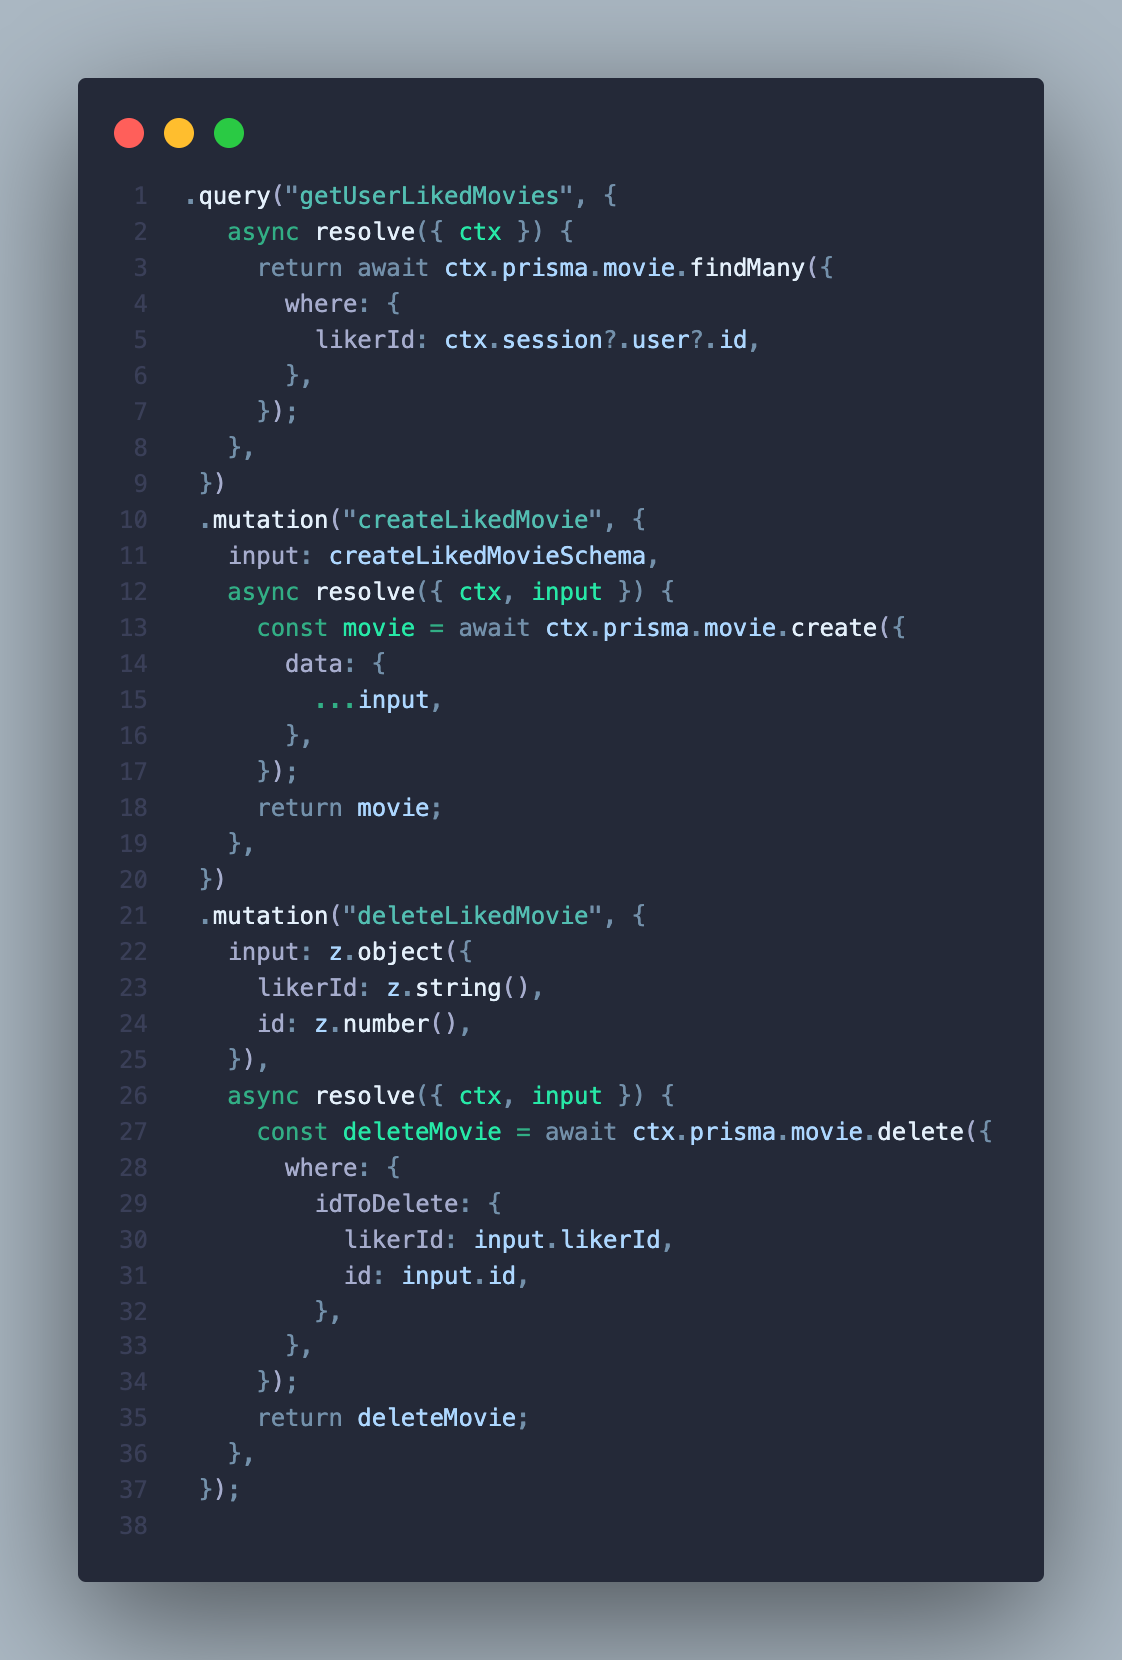 1 .query("getUserLikedMovies", {
2 async resolve({ ctx }) {
3 return await ctx.prisma.movie.findMany({
4 where: {
5 likerId: ctx.session?.user?.id,
6 },
7 });
8 },
9 })
10 .mutation("createLikedMovie", {
11 input: createLikedMovieSchema,
12 async resolve({ ctx, input }) {
13 const movie = await ctx.prisma.movie.create({
14 data: {
15 ...input,
16 },
17 });
18 return movie;
19 },
20 })
21 .mutation("deleteLikedMovie", {
22 input: z.object({
23 likerId: z.string(),
24 id: z.number(),
25 }),
26 async resolve({ ctx, input }) {
27 const deleteMovie = await ctx.prisma.movie.delete({
28 where: {
29 idToDelete: {
30 likerId: input.likerId,
31 id: input.id,
32 },
33 },
34 });
35 return deleteMovie;
36 },
37 });
38